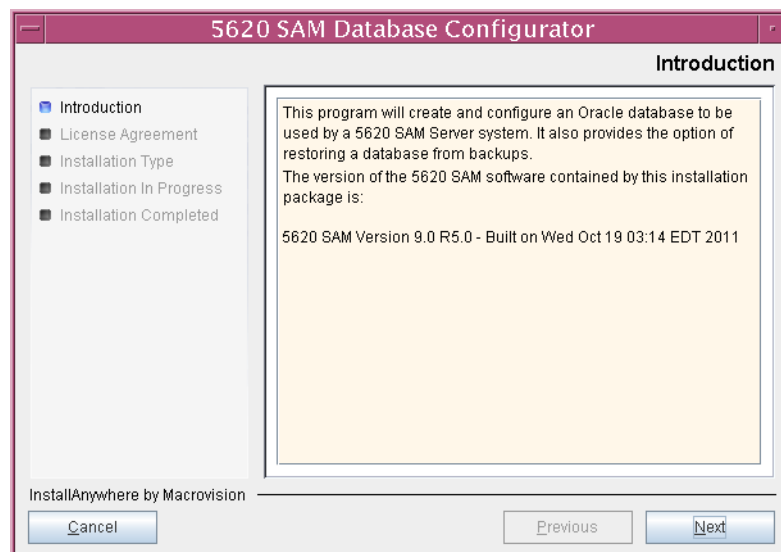 5620 SAM Database Configurator
Introduction
Introduction
License Agreement
Installation Type
Installation In Progress
Installation Completed
This program will create and configure an Oracle database to be
used by a 5620 SAM Server system. It also provides the option of
restoring a database from backups.
The version of the 5620 SAM software contained by this installation
package is:
5620 SAM Version 9.0 R5.0 - Built on Wed Oct 19 03:14 EDT 2011
InstallAnywhere by Macrovision
Cancel
Previous
Next